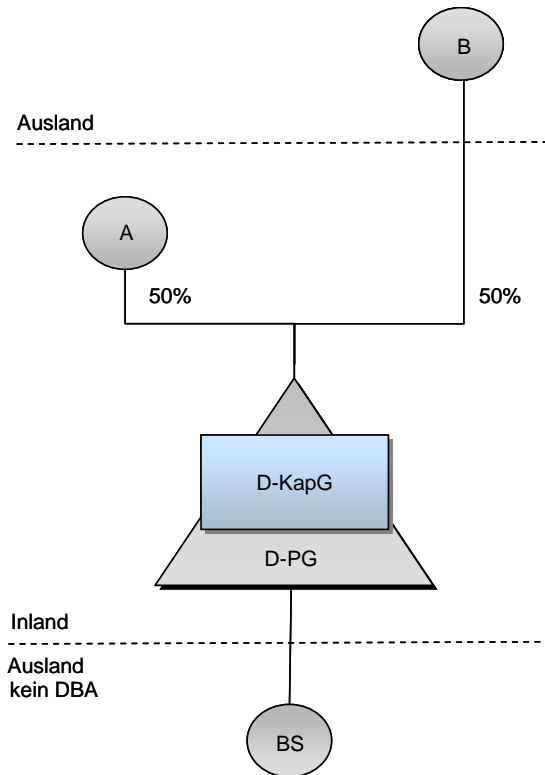 B
Ausland
A
50%
50%
D-KapG
D-PG
Inland
Ausland
kein DBA
BS